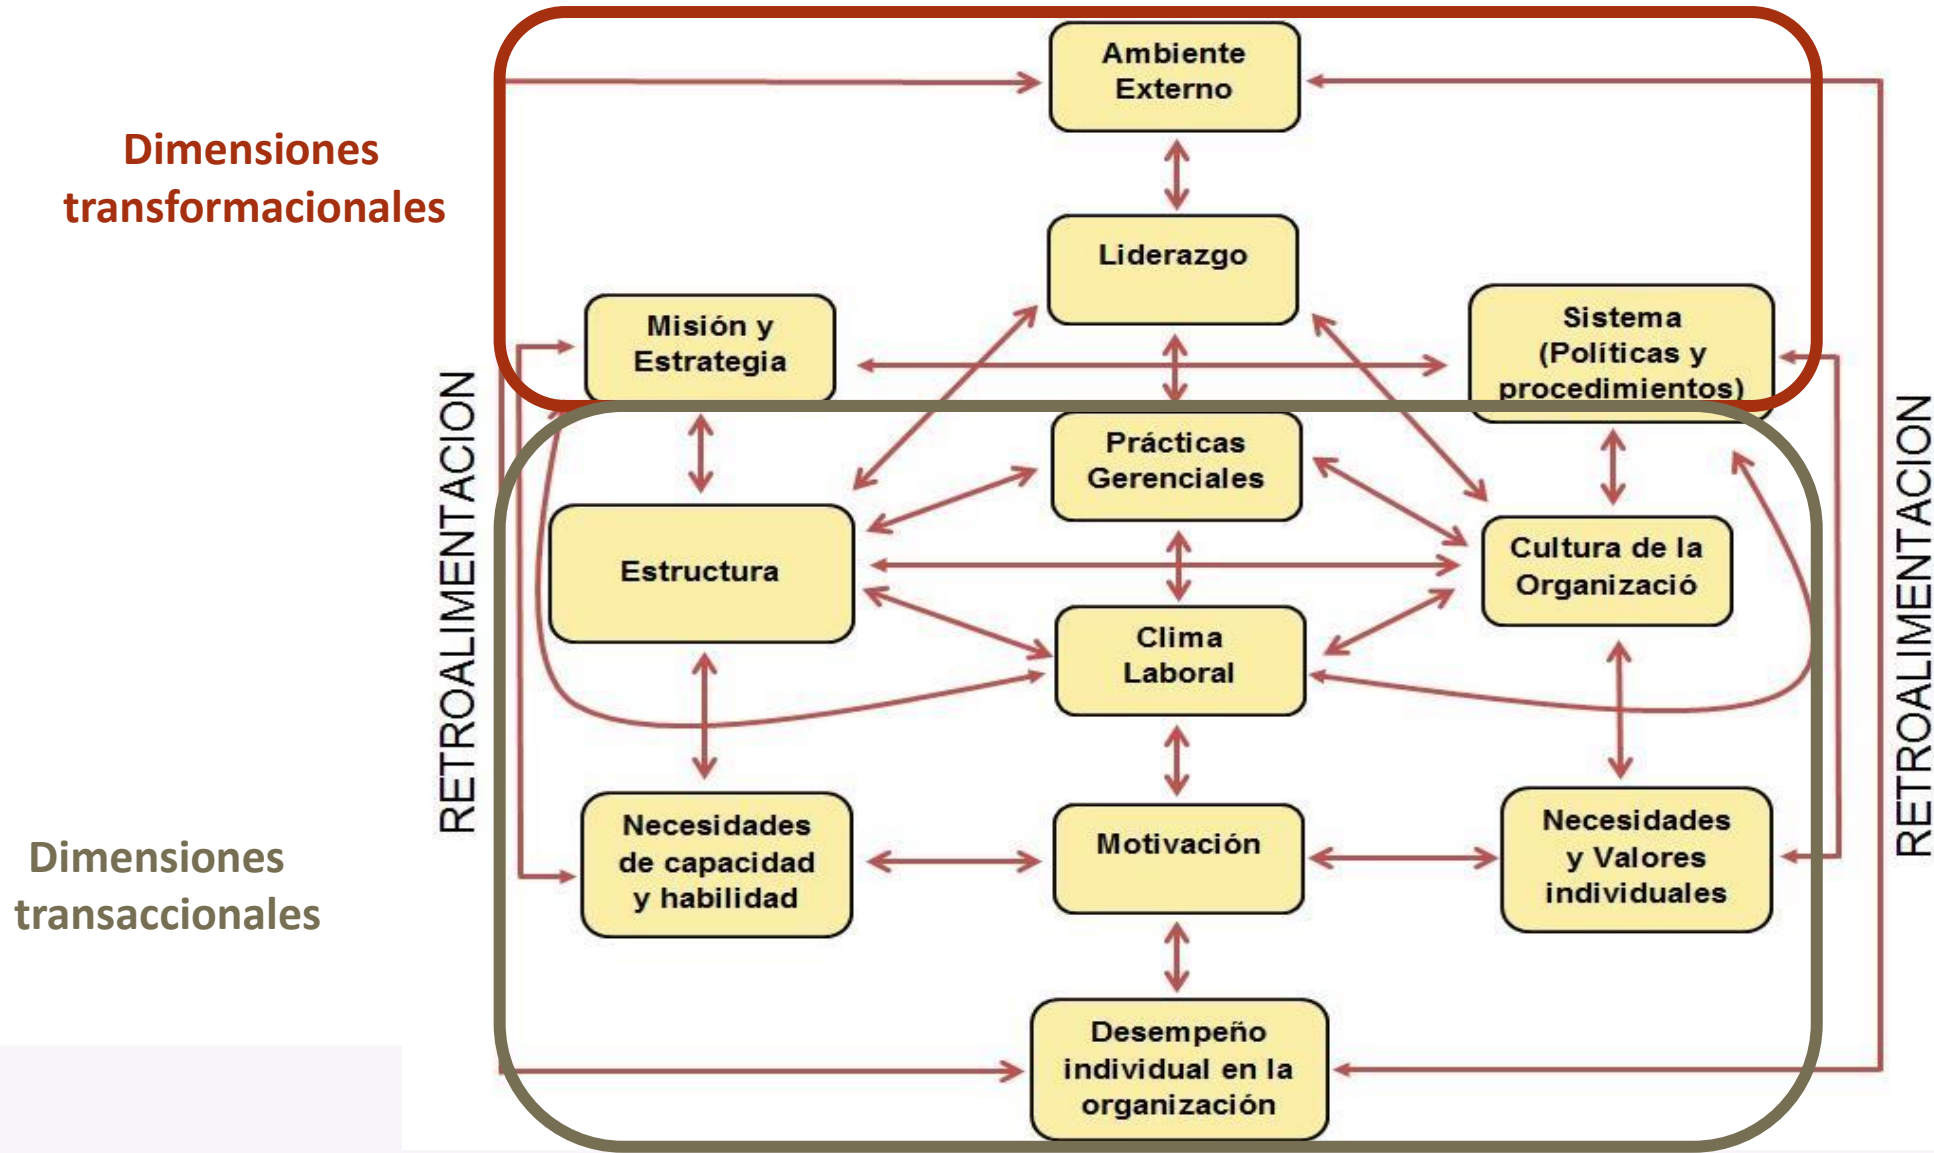 Ambiente
Externo
Dimensiones
transformacionales
Liderazgo
Misión y
Estrategia
Sistema
(Políticas y
procedimientos)
RETROALIMENTACION
RETROALIMENTACION
Prácticas
Gerenciales
Estructura
Cultura de la
Organizació
Clima
Laboral
Dimensiones
transaccionales
Necesidades
de capacidad
y habilidad
Motivación
Necesidades
y Valores
individuales
Desempeño
individual en la
organización